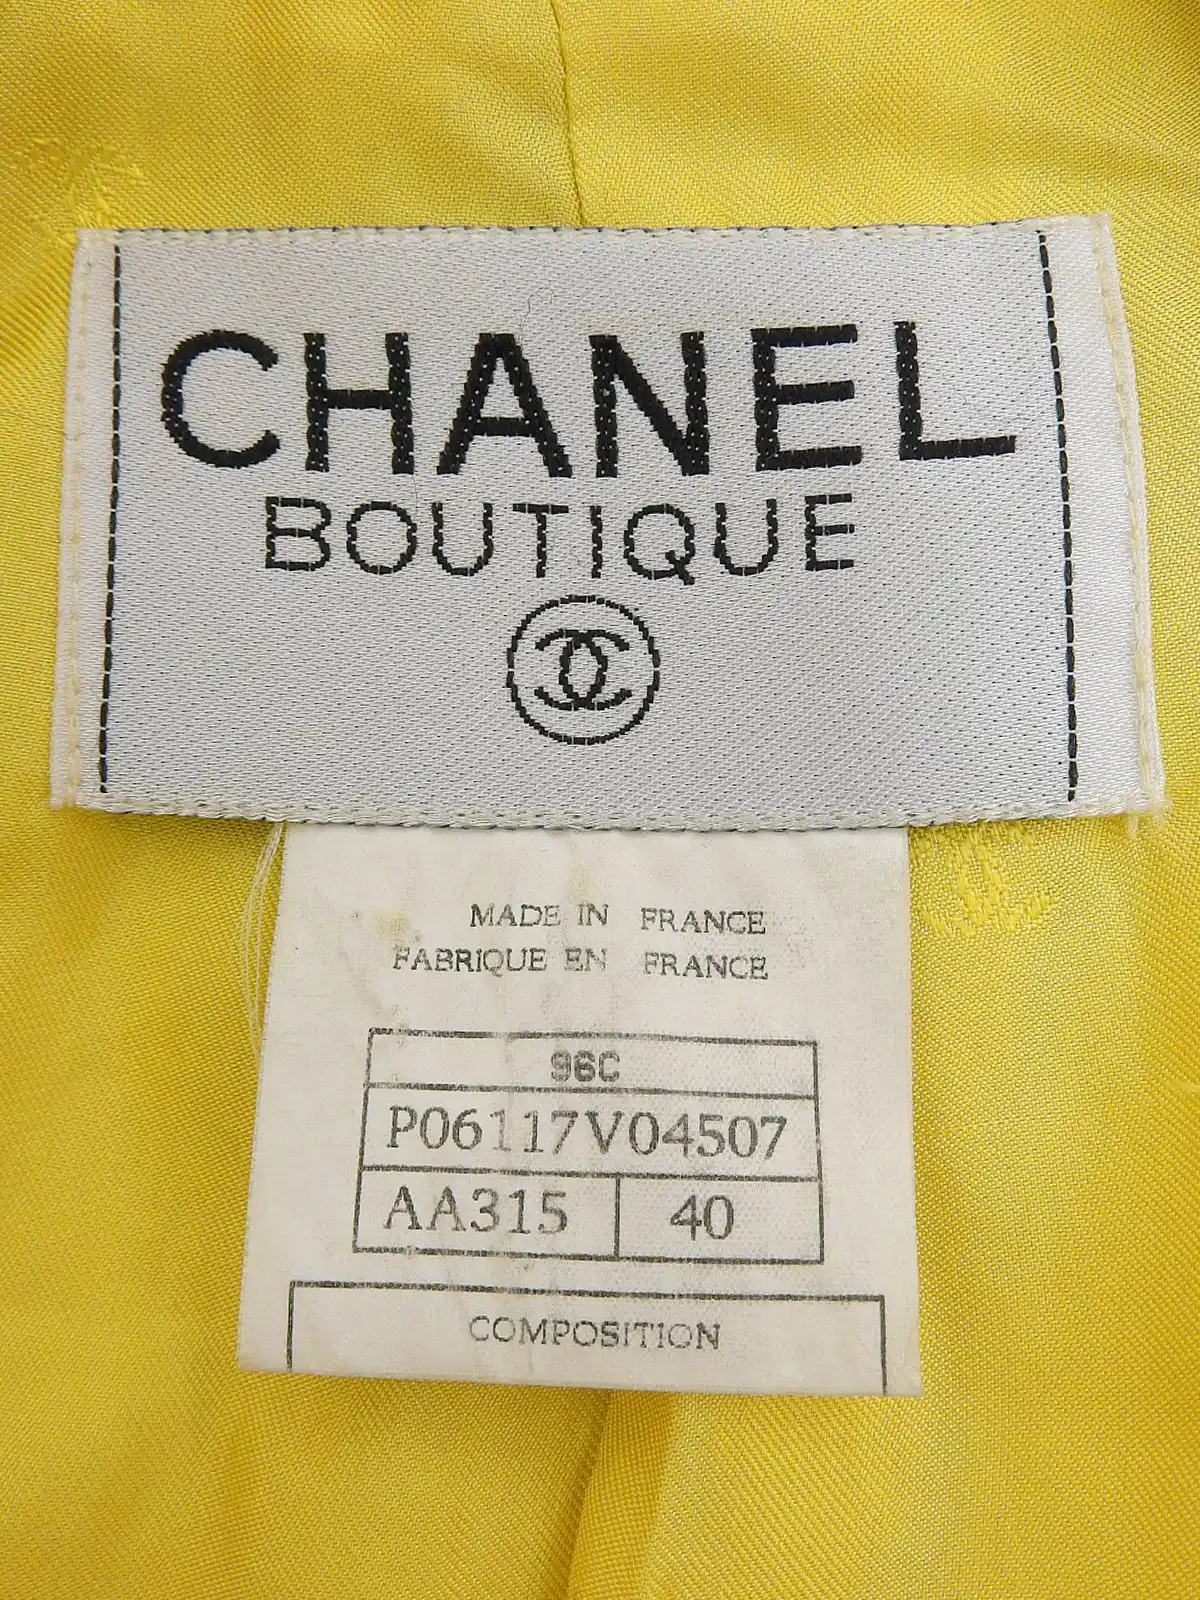 CHANEL
BOUTIQUE
MADE IN FRANCE
FABRIQUE EN FRANCE
96C
P06117V04507
AA315 40
COMPOSITION